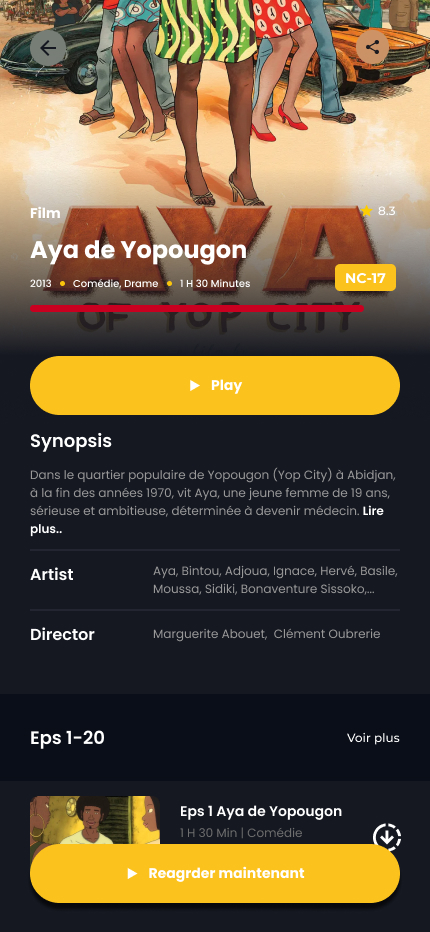 Film
8.3
AYA
Aya de Yopougon
2013 • Comédie, Drame • 1 H 30 Minutes
NC-17
OF YOP CITY
Play
Synopsis
Dans le quartier populaire de Yopougon (Yop City) à Abidjan,
à la fin des années 1970, vit Aya, une jeune femme de 19 ans,
sérieuse et ambitieuse, déterminée à devenir médecin. Lire
plus..
Artist
Aya, Bintou, Adjoua, Ignace, Hervé, Basile,
Moussa, Sidiki, Bonaventure Sissoko,...
Director
Marguerite Abouet, Clément Oubrerie
Eps 1-20
Voir plus
Eps 1 Aya de Yopougon
1 H 30 Min | Comédie
Reagrder maintenant